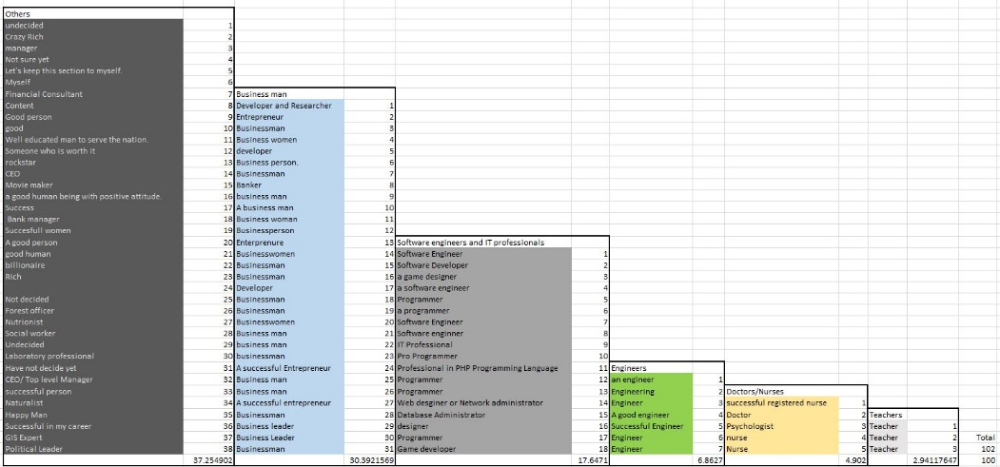 Others
undecided 1
Crazy Rich 2
manager 3
Not sure yet 4
Let's keep this section to myself. 5
Myself 6
Financial Consultant 7 Business man
Content 8 Developer and Researcher 1
Good person 9 Entrepreneur 2
good 10 Businessman 3
Well educated man to serve the nation. 11 Business women 4
Someone who is worth it 12 developer 5
rockstar 13 Business person. 6
CEO 14 Businessman 7
Movie maker 15 Banker 8
a good human being with positive attitude. 16 business man 9
Success 17 A business man 10
Bank manager 18 Business woman 11
Succesfull women 19 Businessperson 12
A good person 20 Enterprenure 13 Software engineers and IT professionals
good human 21 Businesswomen 14 Software Engineer 1
billionaire 22 Businessman 15 Software Developer 2
Rich 23 Businessman 16 a game designer 3
24 Developer 17 a software engineer 4
Not decided 25 Businessman 18 Programmer 5
Forest officer 26 Businessman 19 a programmer 6
Nutrionist 27 Businesswomen 20 Software Engineer 7
Social worker 28 Business man 21 Software enginner 8
Undecided 29 business man 22 IT Professional 9
Laboratory professional 30 businessman 23 Pro Programmer 10
Have not decide yet 31 A successful Entrepreneur 24 Professional in PHP Programming Language 11 Engineers
CEO/ Top level Manager 32 Business man 25 Programmer 12 an engineer 1
successful person 33 Business man 26 Programmer 13 Engineering 2 Doctors/Nurses
Naturalist 34 A successful entrepreneur 27 Web desginer or Network administrator 14 Engineer 3 successful registered nurse 1
Happy Man 35 Businessman 28 Database Administrator 15 A good engineer 4 Doctor 2 Teachers
Successful in my career 36 Business leader 29 designer 16 Successful Engineer 5 Psychologist 3 Teacher 1
GIS Expert 37 Business Leader 30 Programmer 17 Engineer 6 nurse 4 Teacher 2 Total
Political Leader 38 Businessman 31 Game developer 18 Engineer 7 Nurse 5 Teacher 3 102
37.254902 30.3921569 17.6471 6.8627 4.902 2.94117647 100